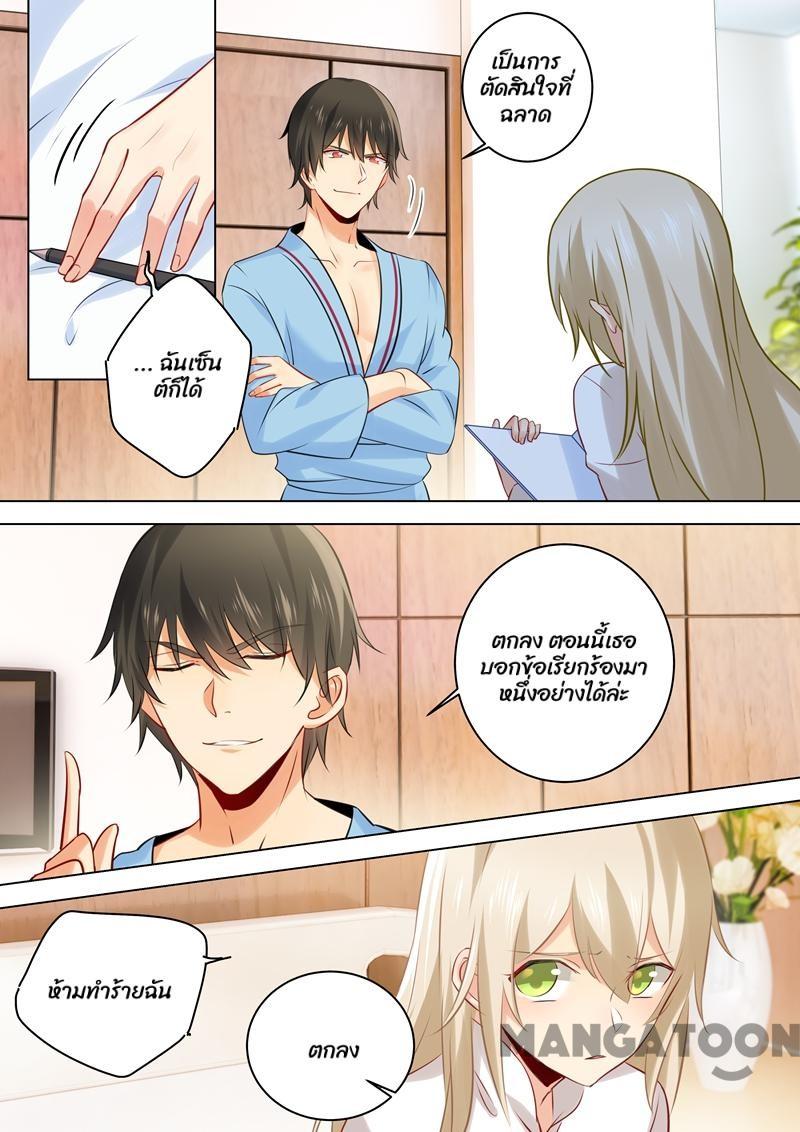 ... ฉันเซ็น
ต์ก็ได้
เป็นการ
ตัดสินใจที่
ฉลาด
ตกลง ตอนนี้เธอ
บอกข้อเรียกร้องมา
หนึ่งอย่างได้ล่ะ
ห้ามทำร้ายฉัน
ตกลง
MANGATOON